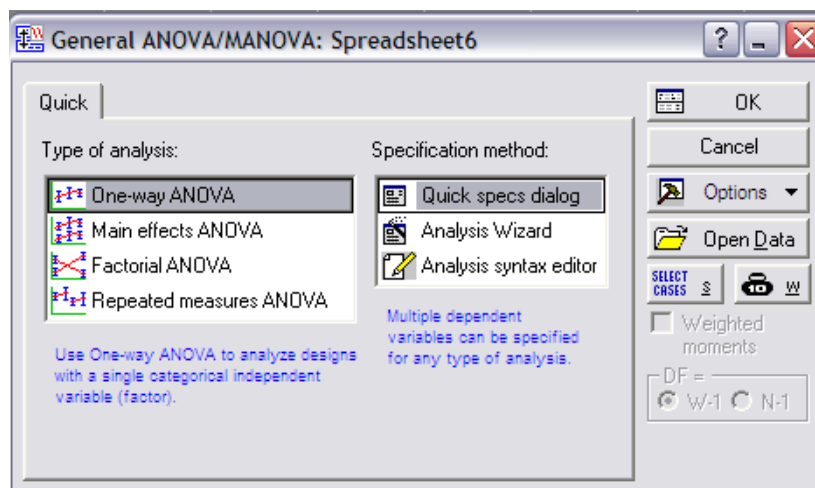 General ANOVA/MANOVA: Spreadsheet6
Quick
Type of analysis:
One-way ANOVA
Main effects ANOVA
Factorial ANOVA
Repeated measures ANOVA
Use One-way ANOVA to analyze designs
with a single categorical independent
variable (factor).
Specification method:
Quick specs dialog
Analysis Wizard
Analysis syntax editor
Multiple dependent
variables can be specified
for any type of analysis.
OK
Cancel
Options
Open Data
SELECT
CASES S
W
Weighted
moments
DF =
W-1 N-1